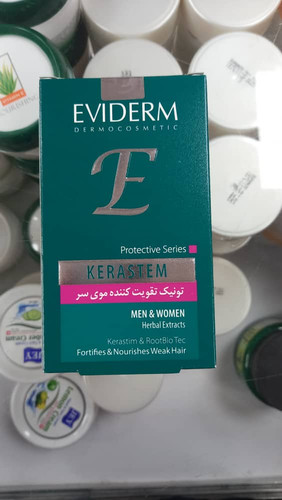 EVIDERM
DERMOCOSMETIC
E
Protective Series
KERASTEM
تونیک تقویت کننده موی سر
MEN & WOMEN
Herbal Extracts
Kerastim & RootBio Tec
Fortifies & Nourishes Weak Hair